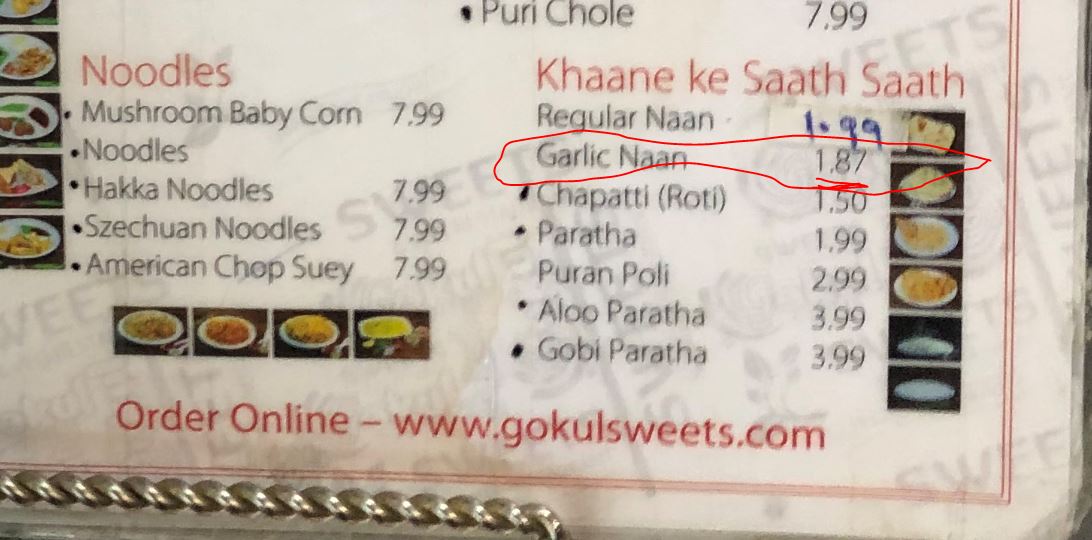 • Puri Chole 7.99
Noodles
• Mushroom Baby Corn 7.99
• Noodles
• Hakka Noodles 7.99
• Szechuan Noodles 7.99
• American Chop Suey 7.99
Khaane ke Saath Saath
Regular Naan 1.99
Garlic Naan 1.87
• Chapatti (Roti) 1.50
• Paratha 1.99
Puran Poli 2.99
• Aloo Paratha 3.99
• Gobi Paratha 3.99
Order Online – www.gokulsweets.com